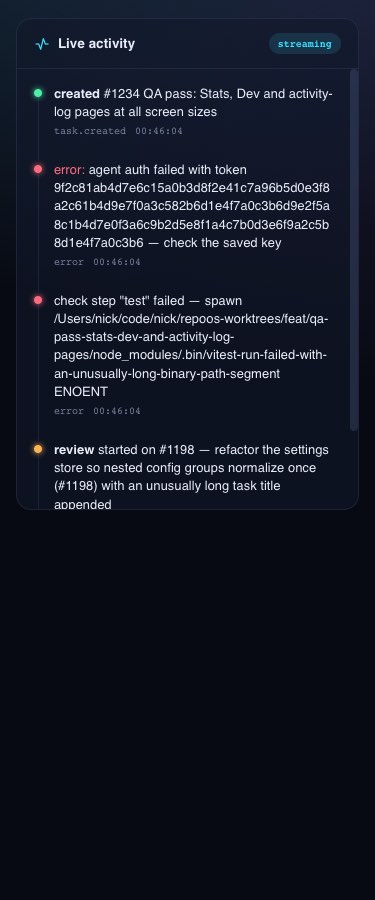 Live activity
streaming
created #1234 QA pass: Stats, Dev and activity-
log pages at all screen sizes
task.created 00:46:04
error: agent auth failed with token
9f2c81ab4d7e6c15a0b3d8f2e41c7a96b5d0e3f8
a2c61b4d9e7f0a3c582b6d1e4f7a0c3b6d9e2f5a
8c1b4d7e0f3a6c9b2d5e8f1a4c7b0d3e6f9a2c5b
8d1e4f7a0c3b6 — check the saved key
error 00:46:04
check step "test" failed — spawn
/Users/nick/code/nick/repoos-worktrees/feat/qa-
pass-stats-dev-and-activity-log-
pages/node_modules/.bin/vitest-run-failed-with-
an-unusually-long-binary-path-segment
ENOENT
error 00:46:04
review started on #1198 — refactor the settings
store so nested config groups normalize once
(#1198) with an unusually long task title
appended